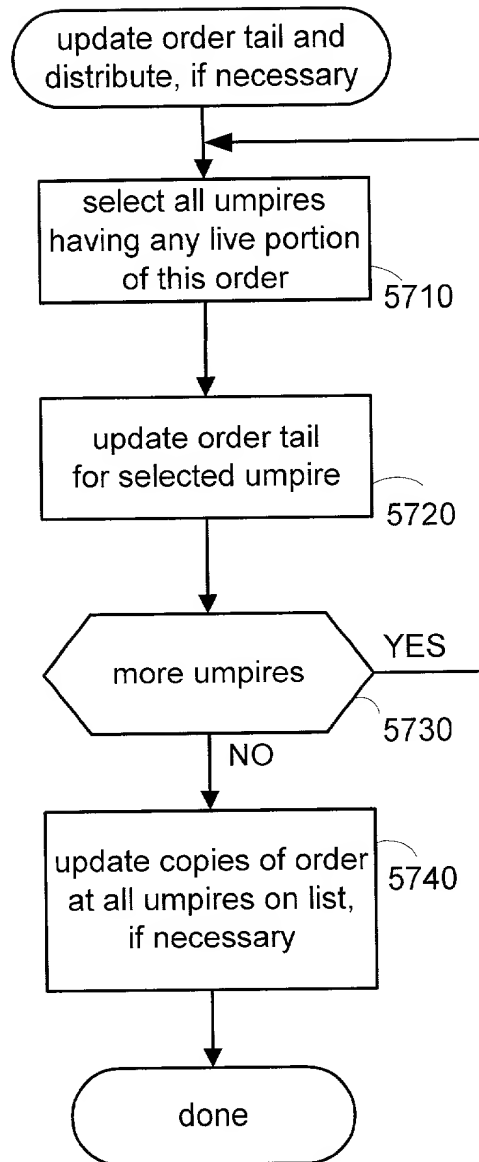 update order tail and
distribute, if necessary
select all umpires
having any live portion
of this order
5710
update order tail
for selected umpire
5720
more umpires
YES
5730
NO
update copies of order
at all umpires on list,
if necessary
5740
done